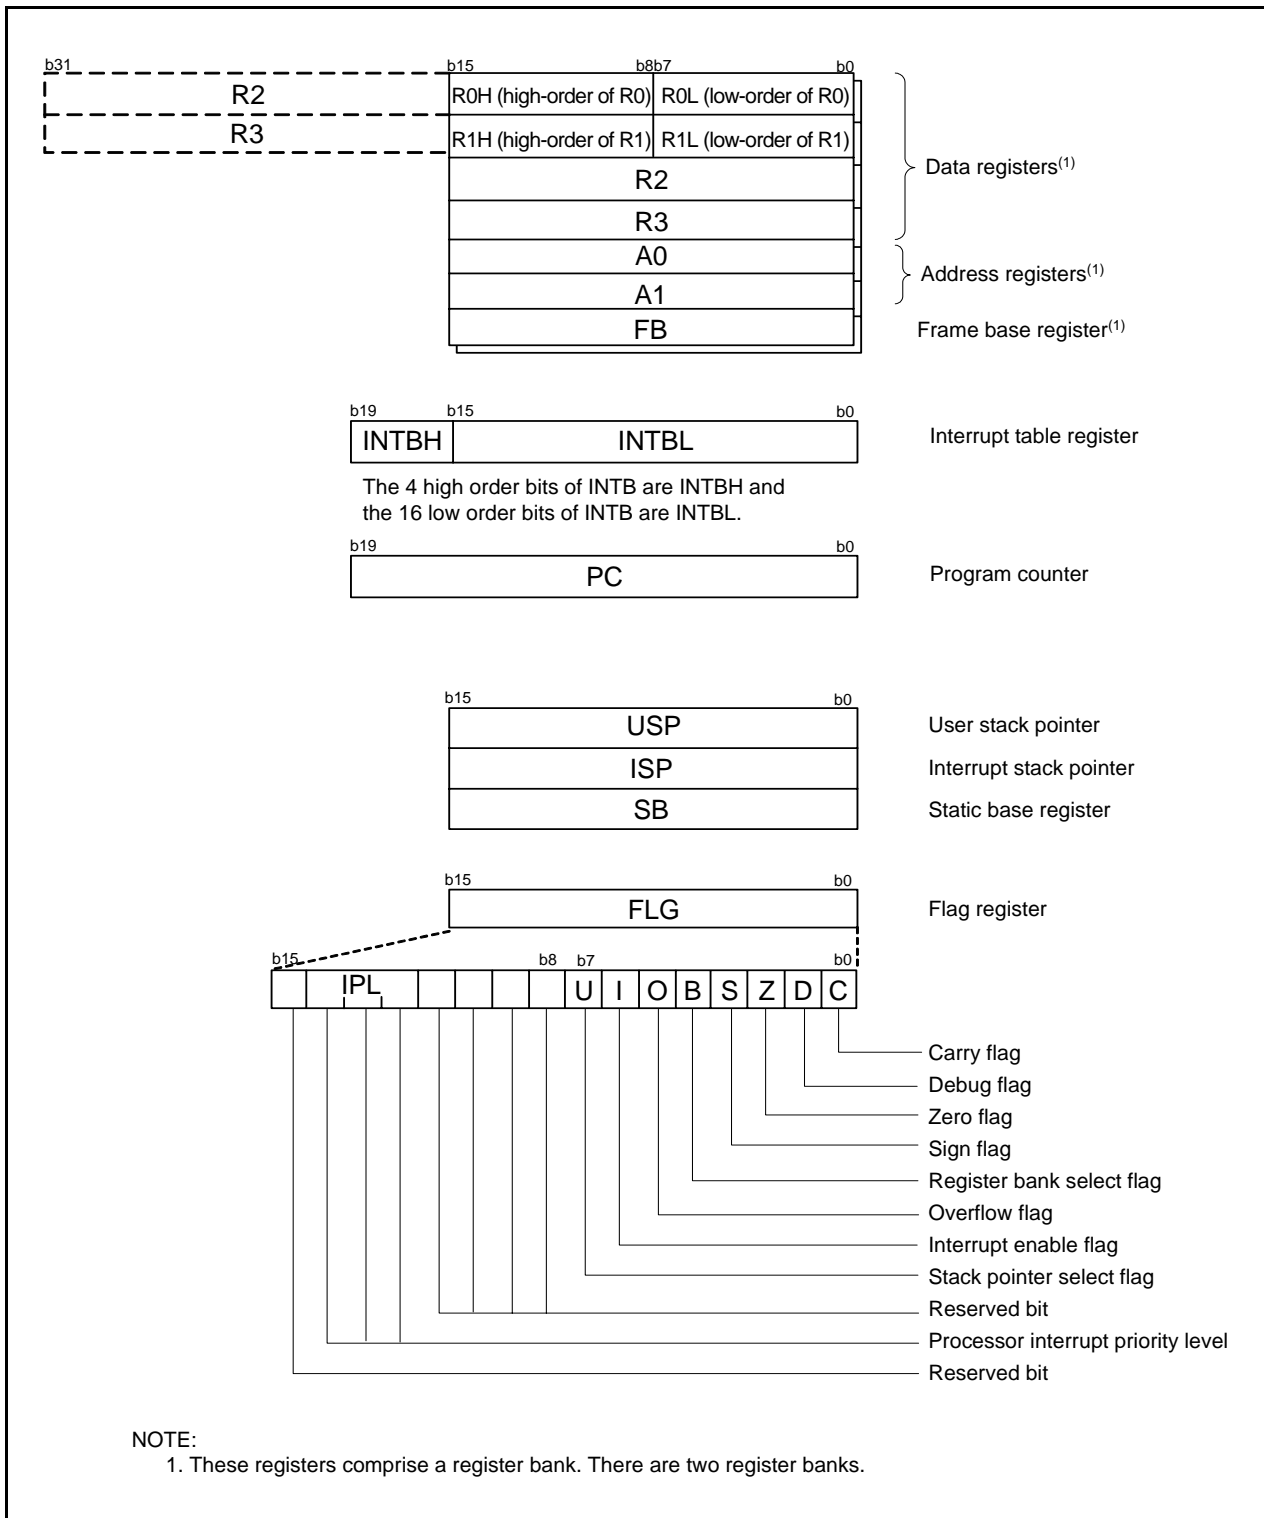 b31 b15 b8b7 b0
R2 R0H (high-order of R0) R0L (low-order of R0)
R3 R1H (high-order of R1) R1L (low-order of R1)
Data registers(1)
R2
R3
A0
Address registers(1)
A1
FB Frame base register(1)
b19 b15 b0
INTBH INTBL Interrupt table register
The 4 high order bits of INTB are INTBH and
the 16 low order bits of INTB are INTBL.
b19 b0
PC Program counter
b15 b0
USP User stack pointer
ISP Interrupt stack pointer
SB Static base register
b15 b0
FLG Flag register
b15 b8 b7 b0
IPL U I O B S Z D C
Carry flag
Debug flag
Zero flag
Sign flag
Register bank select flag
Overflow flag
Interrupt enable flag
Stack pointer select flag
Reserved bit
Processor interrupt priority level
Reserved bit
NOTE:
1. These registers comprise a register bank. There are two register banks.